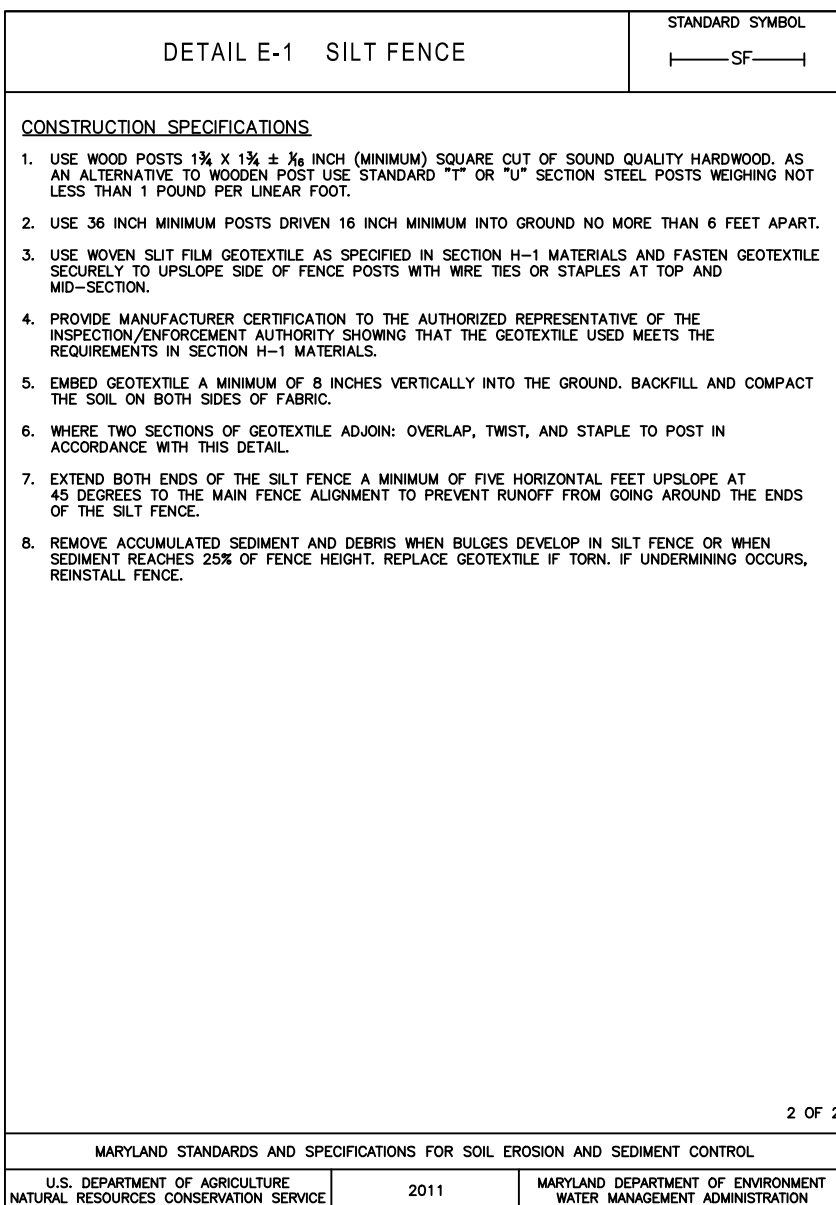 DETAIL E-1 SILT FENCE
STANDARD SYMBOL
SF
CONSTRUCTION SPECIFICATIONS
1. USE WOOD POSTS 1¾ X 1¾ ± 1/16 INCH (MINIMUM) SQUARE CUT OF SOUND QUALITY HARDWOOD. AS
AN ALTERNATIVE TO WOODEN POST USE STANDARD "T" OR "U" SECTION STEEL POSTS WEIGHING NOT
LESS THAN 1 POUND PER LINEAR FOOT.
2. USE 36 INCH MINIMUM POSTS DRIVEN 16 INCH MINIMUM INTO GROUND NO MORE THAN 6 FEET APART.
3. USE WOVEN SLIT FILM GEOTEXTILE AS SPECIFIED IN SECTION H-1 MATERIALS AND FASTEN GEOTEXTILE
SECURELY TO UPSLOPE SIDE OF FENCE POSTS WITH WIRE TIES OR STAPLES AT TOP AND
MID-SECTION.
4. PROVIDE MANUFACTURER CERTIFICATION TO THE AUTHORIZED REPRESENTATIVE OF THE
INSPECTION/ENFORCEMENT AUTHORITY SHOWING THAT THE GEOTEXTILE USED MEETS THE
REQUIREMENTS IN SECTION H-1 MATERIALS.
5. EMBED GEOTEXTILE A MINIMUM OF 8 INCHES VERTICALLY INTO THE GROUND. BACKFILL AND COMPACT
THE SOIL ON BOTH SIDES OF FABRIC.
6. WHERE TWO SECTIONS OF GEOTEXTILE ADJOIN: OVERLAP, TWIST, AND STAPLE TO POST IN
ACCORDANCE WITH THIS DETAIL.
7. EXTEND BOTH ENDS OF THE SILT FENCE A MINIMUM OF FIVE HORIZONTAL FEET UPSLOPE AT
45 DEGREES TO THE MAIN FENCE ALIGNMENT TO PREVENT RUNOFF FROM GOING AROUND THE ENDS
OF THE SILT FENCE.
8. REMOVE ACCUMULATED SEDIMENT AND DEBRIS WHEN BULGES DEVELOP IN SILT FENCE OR WHEN
SEDIMENT REACHES 25% OF FENCE HEIGHT. REPLACE GEOTEXTILE IF TORN. IF UNDERMINING OCCURS,
REINSTALL FENCE.
2 OF 2
MARYLAND STANDARDS AND SPECIFICATIONS FOR SOIL EROSION AND SEDIMENT CONTROL
U.S. DEPARTMENT OF AGRICULTURE
NATURAL RESOURCES CONSERVATION SERVICE
2011
MARYLAND DEPARTMENT OF ENVIRONMENT
WATER MANAGEMENT ADMINISTRATION